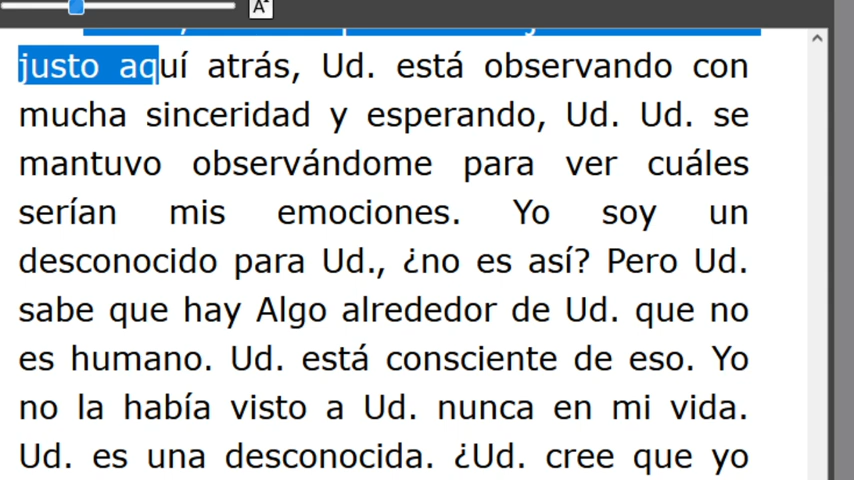 A
justo aquí atrás, Ud. está observando con
mucha sinceridad y esperando, Ud. Ud. se
mantuvo observándome para ver cuáles
serían mis emociones. Yo soy un
desconocido para Ud., ¿no es así? Pero Ud.
sabe que hay Algo alrededor de Ud. que no
es humano. Ud. está consciente de eso. Yo
no la había visto a Ud. nunca en mi vida.
Ud. es una desconocida. ¿Ud. cree que yo